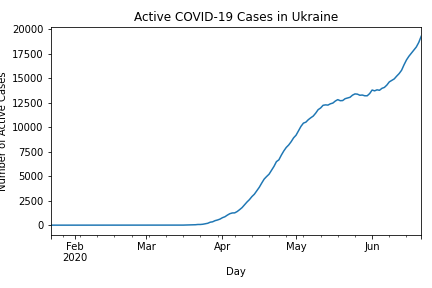 Active COVID-19 Cases in Ukraine
Number of Active Cases
20000
17500
15000
12500
10000
7500
5000
2500
0
Feb
2020
Mar
Apr
May
Jun
Day